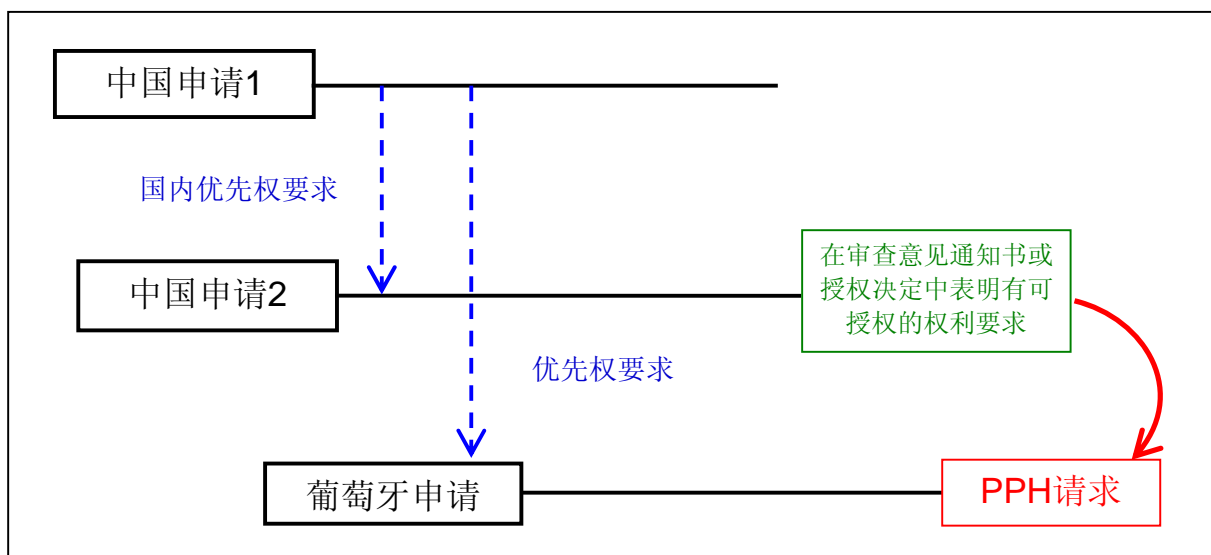 中国申请1
国内优先权要求
中国申请2
在审查意见通知书或
授权决定中表明有可
授权的权利要求
优先权要求
葡萄牙申请
PPH请求